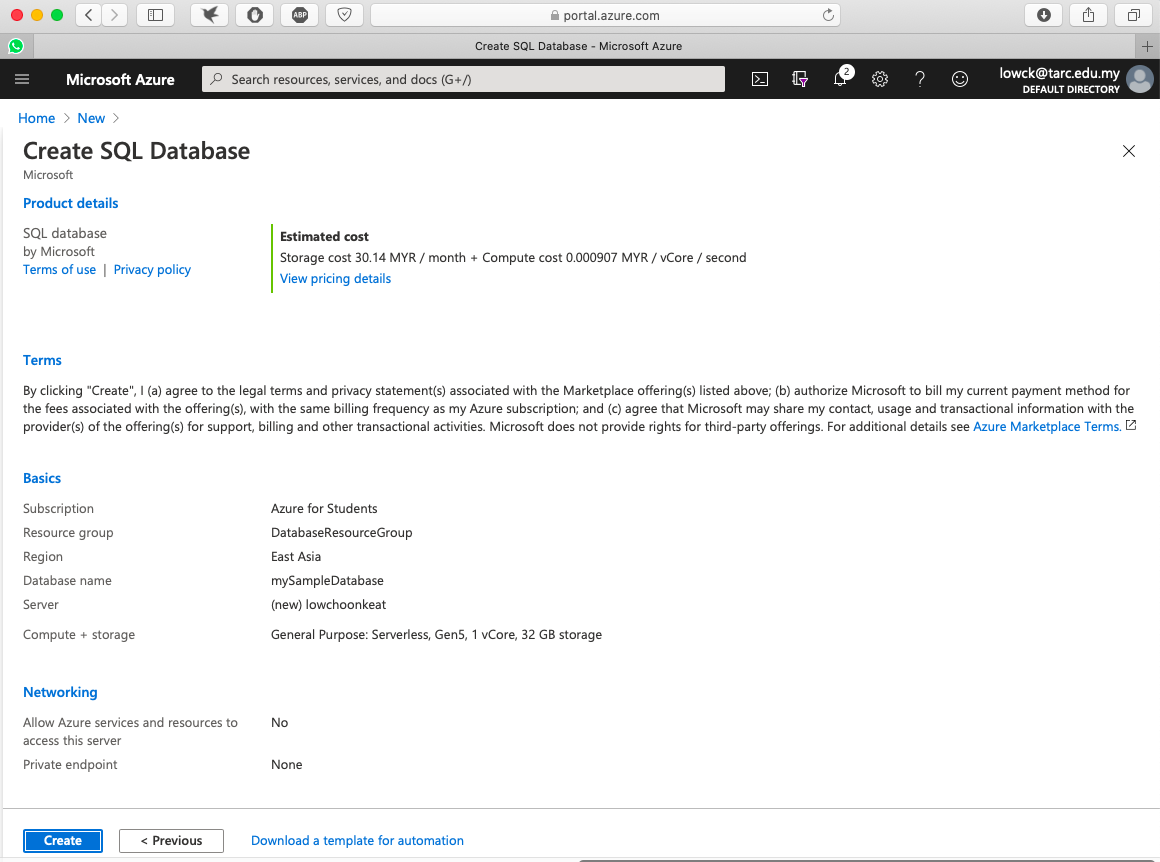 ABP
portal.azure.com
Create SQL Database - Microsoft Azure
Microsoft Azure
Search resources, services, and docs (G+/)
2
lowck@tarc.edu.my
DEFAULT DIRECTORY
Home > New >
Create SQL Database
Microsoft
Product details
SQL database
by Microsoft
Terms of use | Privacy policy
Estimated cost
Storage cost 30.14 MYR / month + Compute cost 0.000907 MYR / vCore / second
View pricing details
Terms
By clicking "Create", I (a) agree to the legal terms and privacy statement(s) associated with the Marketplace offering(s) listed above; (b) authorize Microsoft to bill my current payment method for
the fees associated with the offering(s), with the same billing frequency as my Azure subscription; and (c) agree that Microsoft may share my contact, usage and transactional information with the
provider(s) of the offering(s) for support, billing and other transactional activities. Microsoft does not provide rights for third-party offerings. For additional details see Azure Marketplace Terms.
Basics
Subscription Azure for Students
Resource group DatabaseResourceGroup
Region East Asia
Database name mySampleDatabase
Server (new) lowchoonkeat
Compute + storage General Purpose: Serverless, Gen5, 1 vCore, 32 GB storage
Networking
Allow Azure services and resources to No
access this server
Private endpoint None
Create
< Previous
Download a template for automation